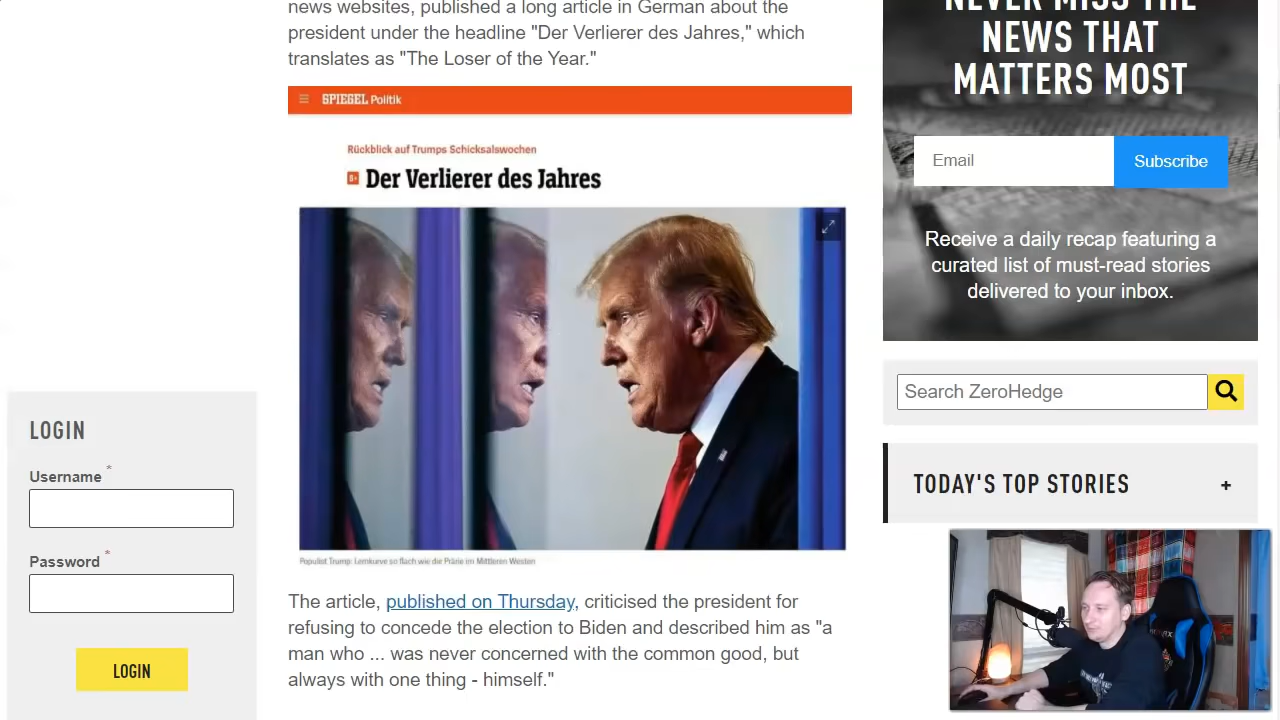 news websites, published a long article in German about the
president under the headline "Der Verlierer des Jahres," which
translates as "The Loser of the Year."
SPIEGEL Politik
Rückblick auf Trumps Schicksalswochen
S+ Der Verlierer des Jahres
Populist Trump: Lernkurve so flach wie die Prärie im Mittleren Westen
The article, published on Thursday, criticised the president for
refusing to concede the election to Biden and described him as "a
man who ... was never concerned with the common good, but
always with one thing - himself."
LOGIN
Username *
Password *
LOGIN
NEVER MISS THE
NEWS THAT
MATTERS MOST
Email
Subscribe
Receive a daily recap featuring a
curated list of must-read stories
delivered to your inbox.
Search ZeroHedge
TODAY'S TOP STORIES +